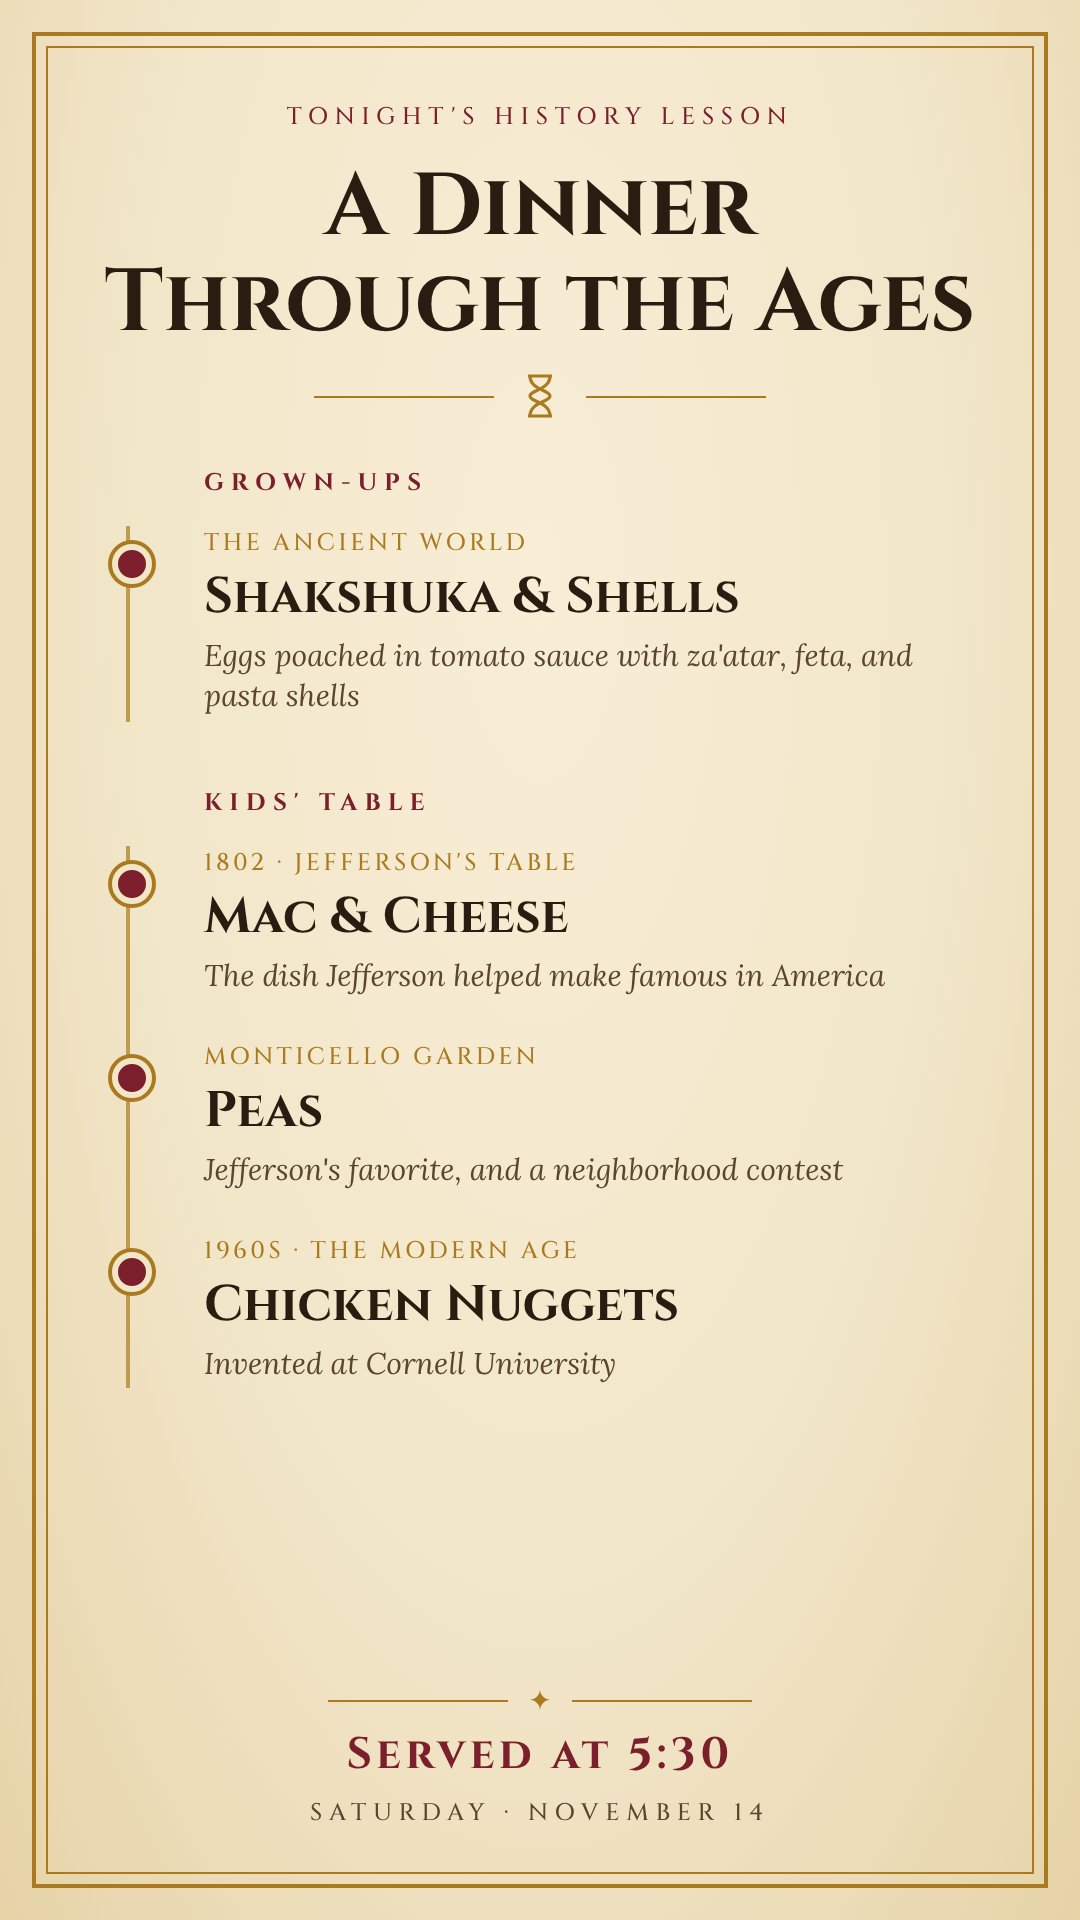 TONIGHT'S HISTORY LESSON
A Dinner
Through the Ages
GROWN-UPS
THE ANCIENT WORLD
Shakshuka & Shells
Eggs poached in tomato sauce with za'atar, feta, and
pasta shells
KIDS' TABLE
1802 · JEFFERSON'S TABLE
Mac & Cheese
The dish Jefferson helped make famous in America
MONTICELLO GARDEN
Peas
Jefferson's favorite, and a neighborhood contest
1960S · THE MODERN AGE
Chicken Nuggets
Invented at Cornell University
Served at 5:30
SATURDAY · NOVEMBER 14